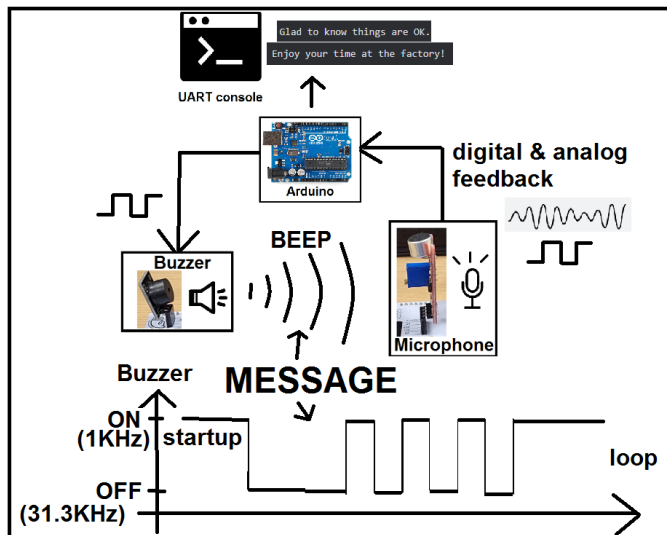 Glad to know things are OK.
Enjoy your time at the factory!
UART console
Arduino
digital & analog
feedback
BEEP
Buzzer
Microphone
MESSAGE
Buzzer
ON
(1KHz)
startup
loop
OFF
(31.3KHz)